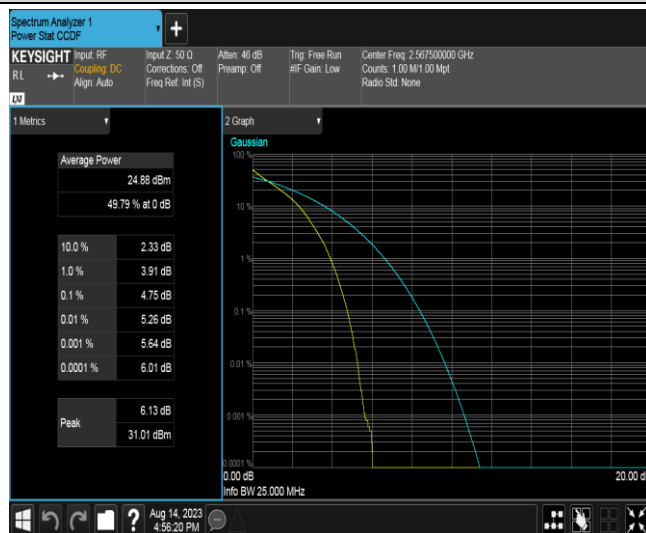 Spectrum Analyzer 1
Power Stat CCDF
+
KEYSIGHT
RL
LXI
Input: RF
Coupling: DC
Align: Auto
Input Z: 50 Ω
Corrections: Off
Freq Ref: Int (S)
Atten: 46 dB
Preamp: Off
Trig: Free Run
#IF Gain: Low
Center Freq: 2.567500000 GHz
Counts: 1.00 M/1.00 Mpt
Radio Std: None
1 Metrics
Average Power
24.88 dBm
49.79 % at 0 dB
10.0 % 2.33 dB
1.0 % 3.91 dB
0.1 % 4.75 dB
0.01 % 5.26 dB
0.001 % 5.64 dB
0.0001 % 6.01 dB
Peak
6.13 dB
31.01 dBm
2 Graph
Gaussian
100 %
10 %
1 %
0.1 %
0.01 %
0.001 %
0.0001 %
0.00 dB 20.00 d
Info BW 25.000 MHz
?
Aug 14, 2023
4:56:20 PM